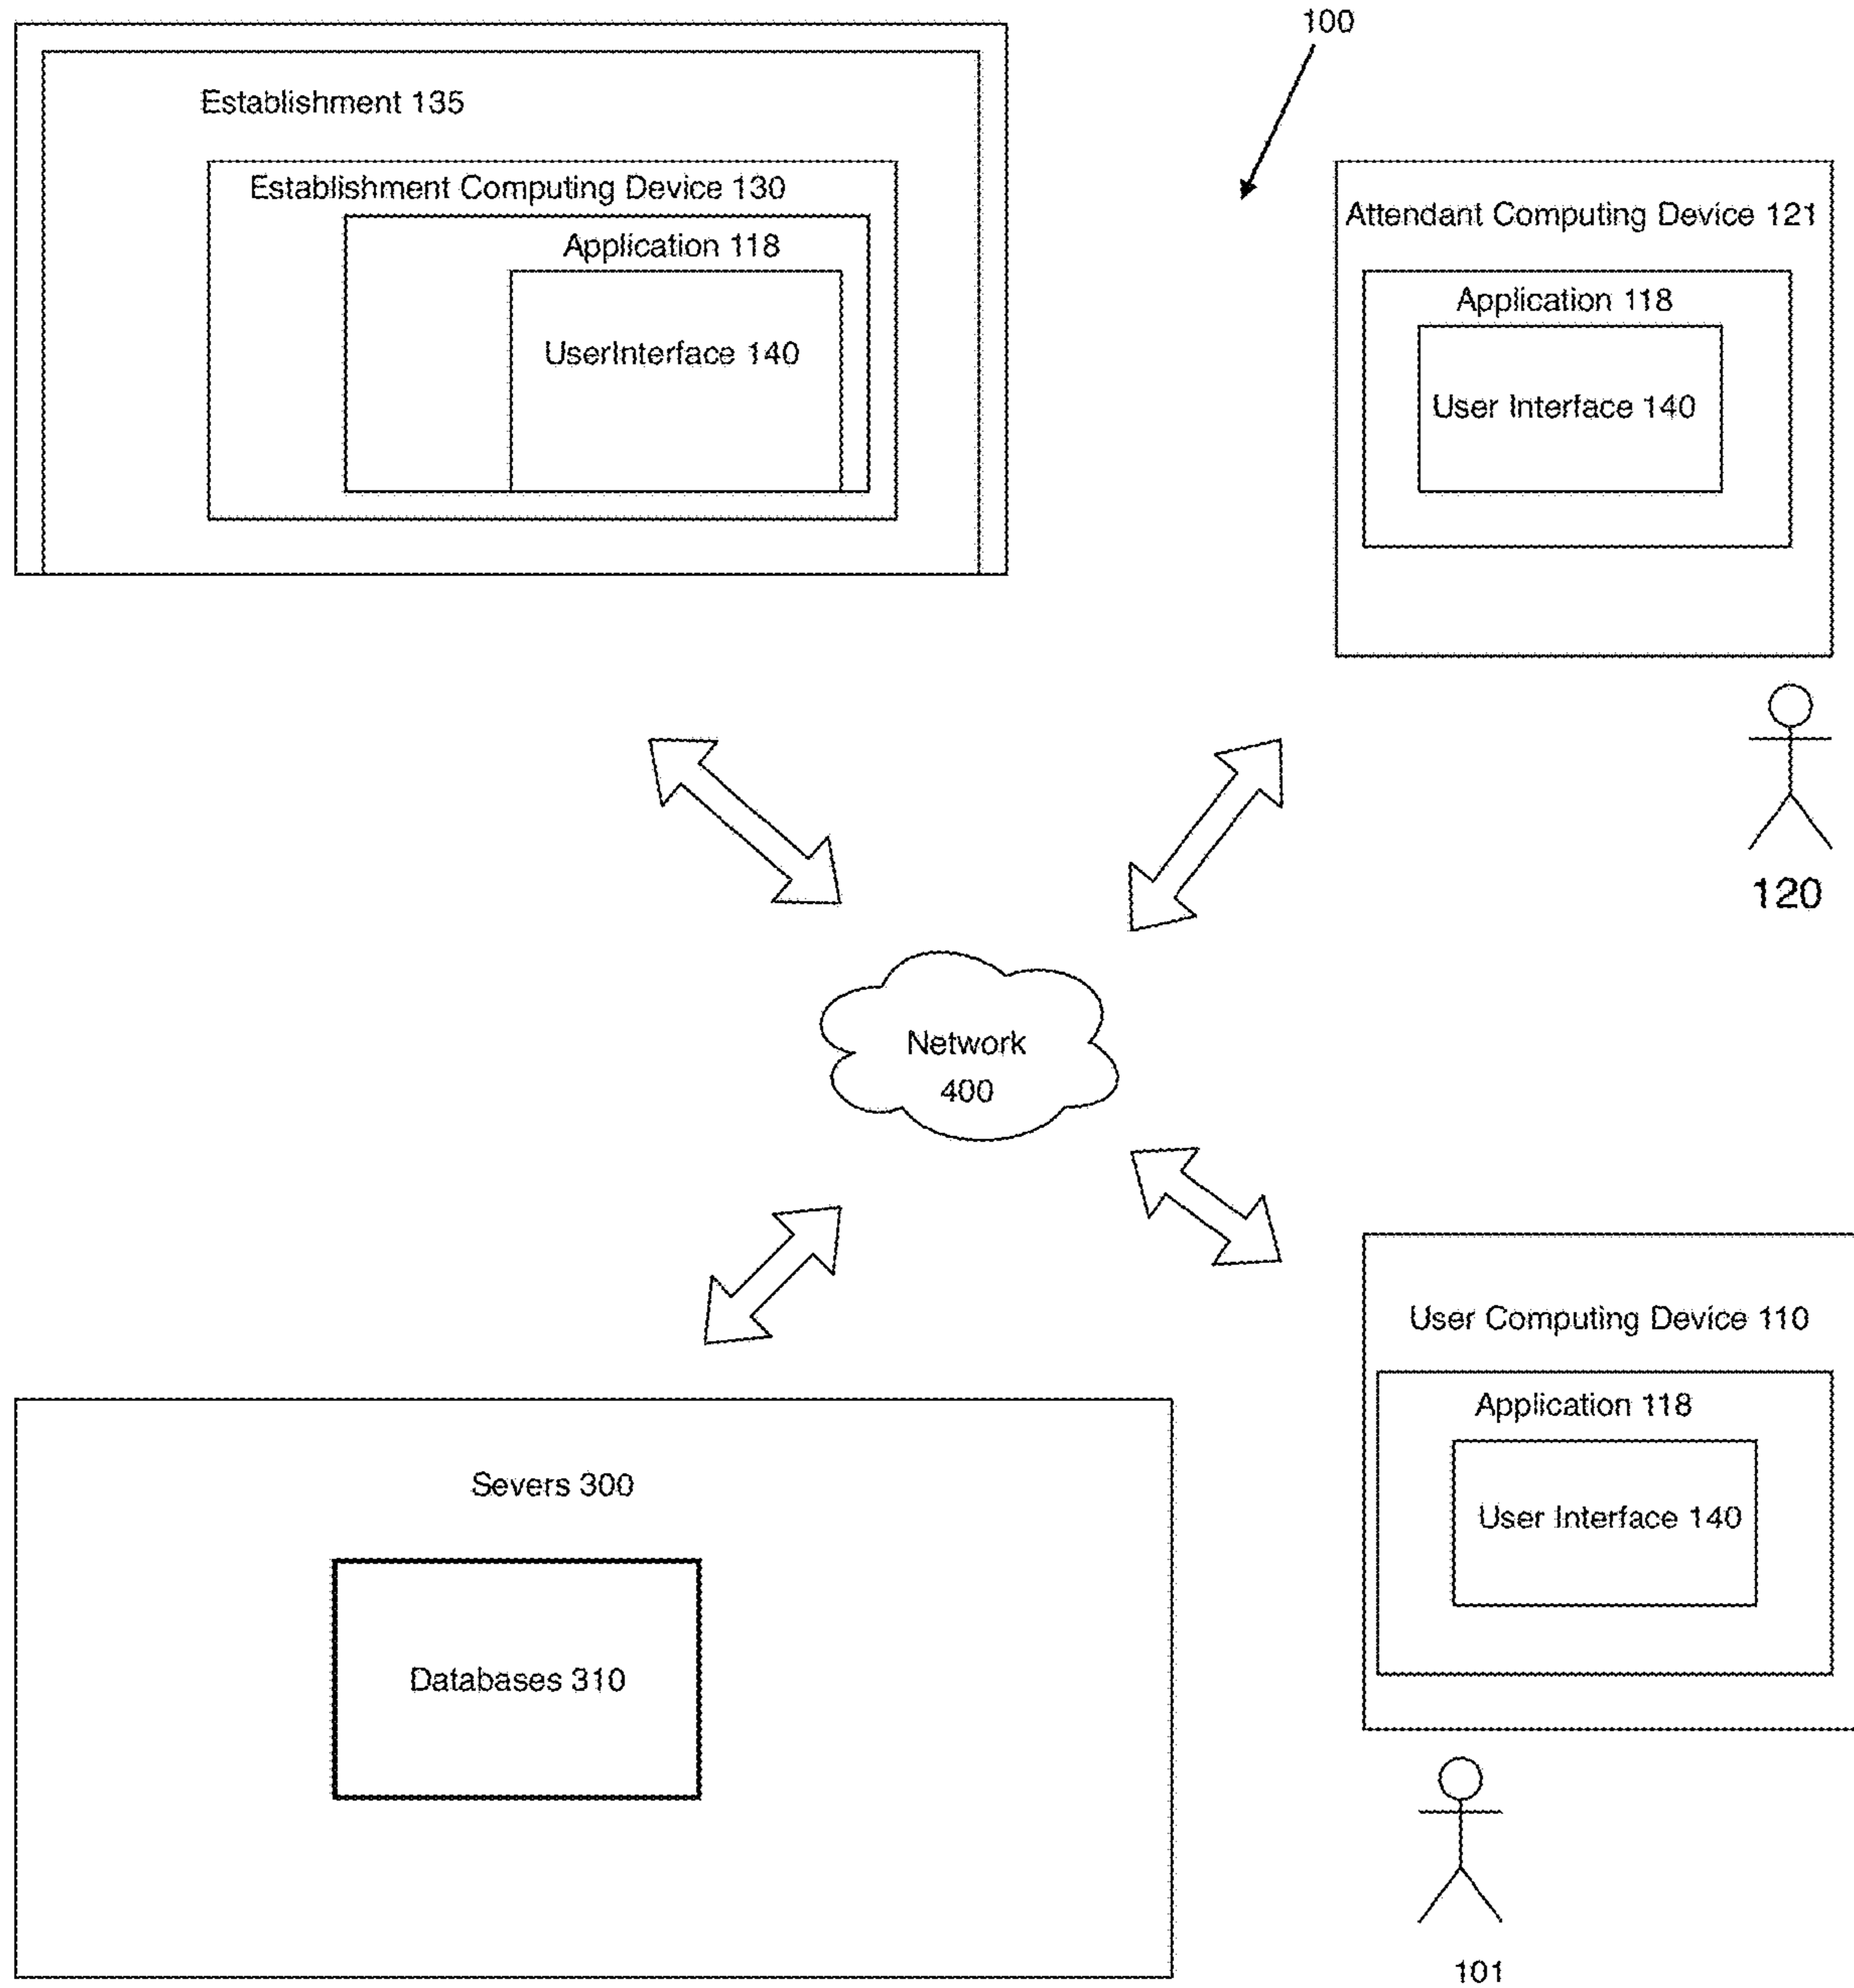 100
Establishment 135
Establishment Computing Device 130
Application 118
UserInterface 140
Attendant Computing Device 121
Application 118
User Interface 140
120
Network
400
User Computing Device 110
Application 118
User Interface 140
Severs 300
Databases 310
101